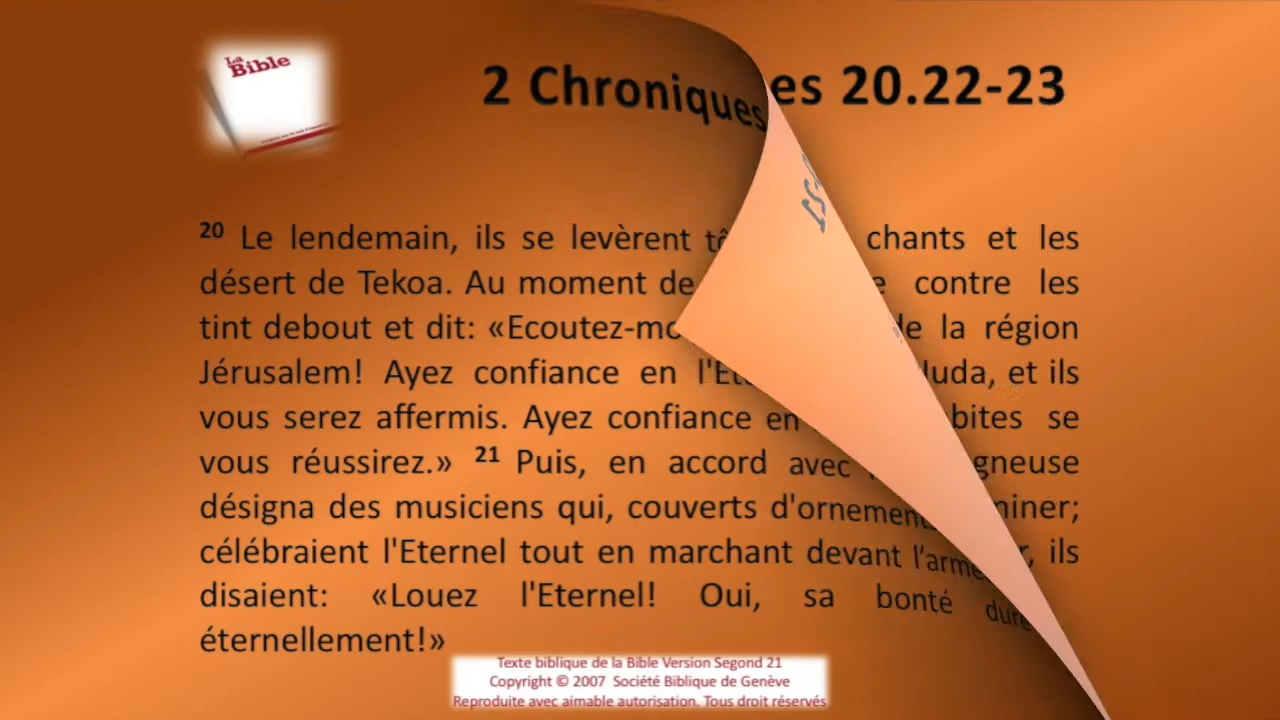 La
Bible
2 Chroniques es 20.22-23
20 Le lendemain, ils se levèrent chants et les
désert de Tekoa. Au moment de contre les
tint debout et dit: «Ecoutez- de la région
Jérusalem! Ayez confiance en Juda, et ils
vous serez affermis. Ayez confiance en bites se
vous réussirez.» 21 Puis, en accord avec gneuse
désigna des musiciens qui, couverts d'ornement miner;
célébraient l'Eternel tout en marchant devant ils
disaient: «Louez l'Eternel! Oui, sa bonté
éternellement!»
Texte biblique de la Bible Version Segond 21
Copyright © 2007 Société Biblique de Genève
Reproduite avec aimable autorisation. Tous droit réservés